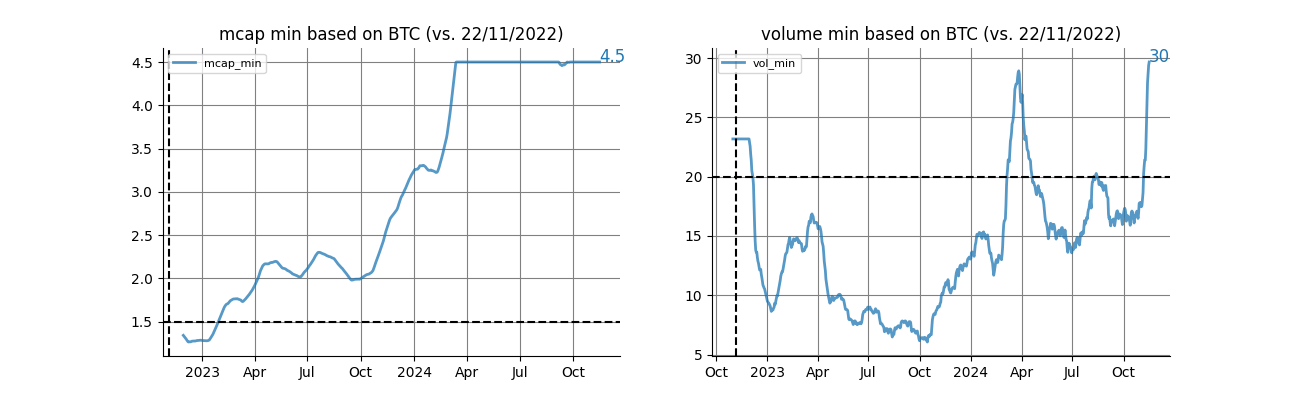 mcap min based on BTC (vs. 22/11/2022)
4.5
mcap_min
4.5
4.0
3.5
3.0
2.5
2.0
1.5
2023 Apr Jul Oct 2024 Apr Jul Oct
volume min based on BTC (vs. 22/11/2022)
30
vol_min
30
25
20
15
10
5
Oct 2023 Apr Jul Oct 2024 Apr Jul Oct